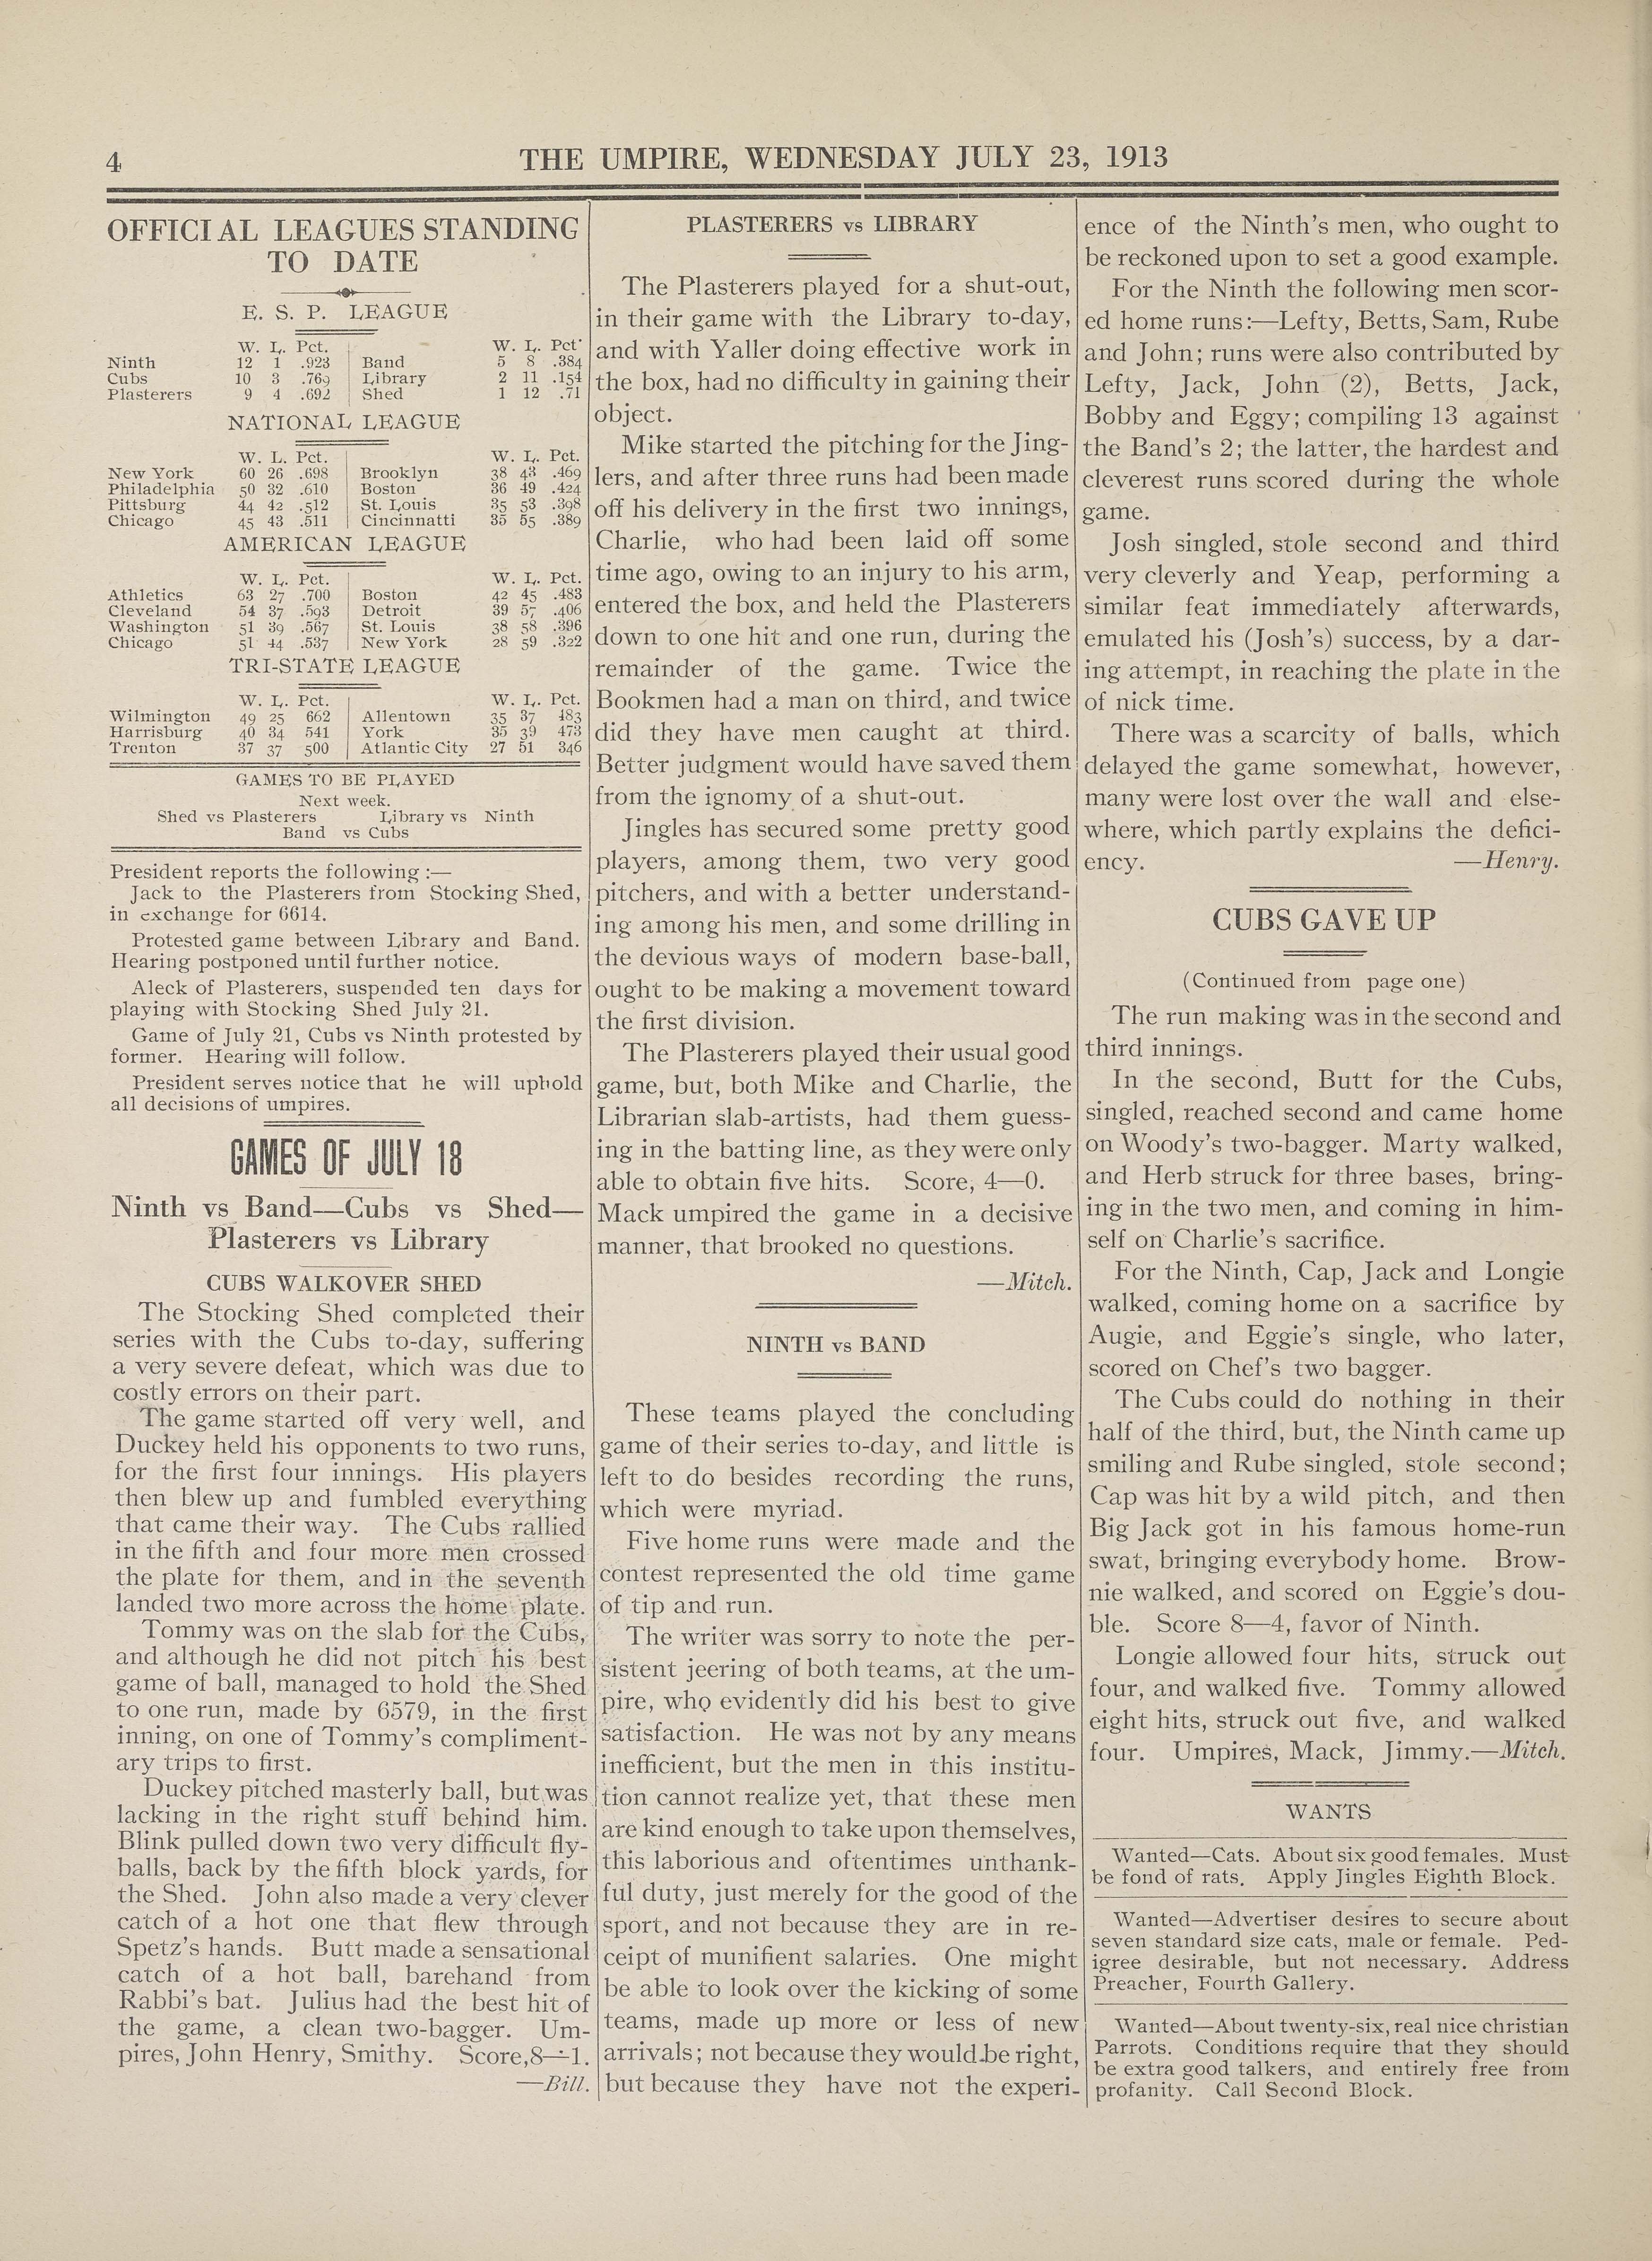 4
THE UMPIRE, WEDNESDAY JULY 23, 1913
OFFICIAL LEAGUES STANDING
TO DATE
E. S. P. LEAGUE
W. L. Pct. W. L. Pct
Ninth 12 1 .923 Band 5 8 .384
Cubs 10 3 .769 Library 2 11 .154
Plasterers 9 4 .692 Shed 1 12 .71
NATIONAL LEAGUE
W. L. Pct. W. L. Pct.
New York 60 26 .698 Brooklyn 38 43 .469
Philadelphia 50 32 .610 Boston 36 49 .424
Pittsburg 44 42 .512 St. Louis 35 53 .398
Chicago 45 43 .511 Cincinnatti 35 55 .389
AMERICAN LEAGUE
W. L. Pct. W. L. Pct.
Athletics 63 27 .700 Boston 42 45 .483
Cleveland 54 37 .593 Detroit 39 57 .406
Washington 51 39 .567 St. Louis 38 58 .396
Chicago 51 44 .537 New York 28 59 .322
TRI-STATE LEAGUE
W. L. Pct. W. L. Pct.
Wilmington 49 25 662 Allentown 35 37 483
Harrisburg 40 34 541 York 35 39 473
Trenton 37 37 500 Atlantic City 27 51 346
GAMES TO BE PLAYED
Next week.
Shed vs Plasterers Library vs Ninth
Band vs Cubs
President reports the following :—
Jack to the Plasterers from Stocking Shed,
in exchange for 6614.
Protested game between Library and Band.
Hearing postponed until further notice.
Aleck of Plasterers, suspended ten days for
playing with Stocking Shed July 21.
Game of July 21, Cubs vs Ninth protested by
former. Hearing will follow.
President serves notice that he will uphold
all decisions of umpires.
GAMES OF JULY 18
Ninth vs Band—Cubs vs Shed—
Plasterers vs Library
CUBS WALKOVER SHED
The Stocking Shed completed their
series with the Cubs to-day, suffering
a very severe defeat, which was due to
costly errors on their part.
The game started off very well, and
Duckey held his opponents to two runs,
for the first four innings. His players
then blew up and fumbled everything
that came their way. The Cubs rallied
in the fifth and four more men crossed
the plate for them, and in the seventh
landed two more across the home plate.
Tommy was on the slab for the Cubs,
and although he did not pitch his best
game of ball, managed to hold the Shed
to one run, made by 6579, in the first
inning, on one of Tommy's compliment-
ary trips to first.
Duckey pitched masterly ball, but was
lacking in the right stuff behind him.
Blink pulled down two very difficult fly-
balls, back by the fifth block yards, for
the Shed. John also made a very clever
catch of a hot one that flew through
Spetz's hands. Butt made a sensational
catch of a hot ball, barehand from
Rabbi's bat. Julius had the best hit of
the game, a clean two-bagger. Um-
pires, John Henry, Smithy. Score,8—1.
—Bill.
PLASTERERS vs LIBRARY
The Plasterers played for a shut-out,
in their game with the Library to-day,
and with Yaller doing effective work in
the box, had no difficulty in gaining their
object.
Mike started the pitching for the Jing-
lers, and after three runs had been made
off his delivery in the first two innings,
Charlie, who had been laid off some
time ago, owing to an injury to his arm,
entered the box, and held the Plasterers
down to one hit and one run, during the
remainder of the game. Twice the
Bookmen had a man on third, and twice
did they have men caught at third.
Better judgment would have saved them
from the ignomy of a shut-out.
Jingles has secured some pretty good
players, among them, two very good
pitchers, and with a better understand-
ing among his men, and some drilling in
the devious ways of modern base-ball,
ought to be making a movement toward
the first division.
The Plasterers played their usual good
game, but, both Mike and Charlie, the
Librarian slab-artists, had them guess-
ing in the batting line, as they were only
able to obtain five hits. Score, 4—0.
Mack umpired the game in a decisive
manner, that brooked no questions.
—Mitch.
NINTH vs BAND
These teams played the concluding
game of their series to-day, and little is
left to do besides recording the runs,
which were myriad.
Five home runs were made and the
contest represented the old time game
of tip and run.
The writer was sorry to note the per-
sistent jeering of both teams, at the um-
pire, who evidently did his best to give
satisfaction. He was not by any means
inefficient, but the men in this institu-
tion cannot realize yet, that these men
are kind enough to take upon themselves,
this laborious and oftentimes unthank-
ful duty, just merely for the good of the
sport, and not because they are in re-
ceipt of munifient salaries. One might
be able to look over the kicking of some
teams, made up more or less of new
arrivals; not because they would be right,
but because they have not the experi-
ence of the Ninth's men, who ought to
be reckoned upon to set a good example.
For the Ninth the following men scor-
ed home runs:—Lefty, Betts, Sam, Rube
and John; runs were also contributed by
Lefty, Jack, John (2), Betts, Jack,
Bobby and Eggy; compiling 13 against
the Band's 2; the latter, the hardest and
cleverest runs scored during the whole
game.
Josh singled, stole second and third
very cleverly and Yeap, performing a
similar feat immediately afterwards,
emulated his (Josh's) success, by a dar-
ing attempt, in reaching the plate in the
of nick time.
There was a scarcity of balls, which
delayed the game somewhat, however,
many were lost over the wall and else-
where, which partly explains the defici-
ency. —Henry.
CUBS GAVE UP
(Continued from page one)
The run making was in the second and
third innings.
In the second, Butt for the Cubs,
singled, reached second and came home
on Woody's two-bagger. Marty walked,
and Herb struck for three bases, bring-
ing in the two men, and coming in him-
self on Charlie's sacrifice.
For the Ninth, Cap, Jack and Longie
walked, coming home on a sacrifice by
Augie, and Eggie's single, who later,
scored on Chef's two bagger.
The Cubs could do nothing in their
half of the third, but, the Ninth came up
smiling and Rube singled, stole second;
Cap was hit by a wild pitch, and then
Big Jack got in his famous home-run
swat, bringing everybody home. Brow-
nie walked, and scored on Eggie's dou-
ble. Score 8—4, favor of Ninth.
Longie allowed four hits, struck out
four, and walked five. Tommy allowed
eight hits, struck out five, and walked
four. Umpires, Mack, Jimmy.—Mitch.
WANTS
Wanted—Cats. About six good females. Must
be fond of rats. Apply Jingles Eighth Block.
Wanted—Advertiser desires to secure about
seven standard size cats, male or female. Ped-
igree desirable, but not necessary. Address
Preacher, Fourth Gallery.
Wanted—About twenty-six, real nice christian
Parrots. Conditions require that they should
be extra good talkers, and entirely free from
profanity. Call Second Block.